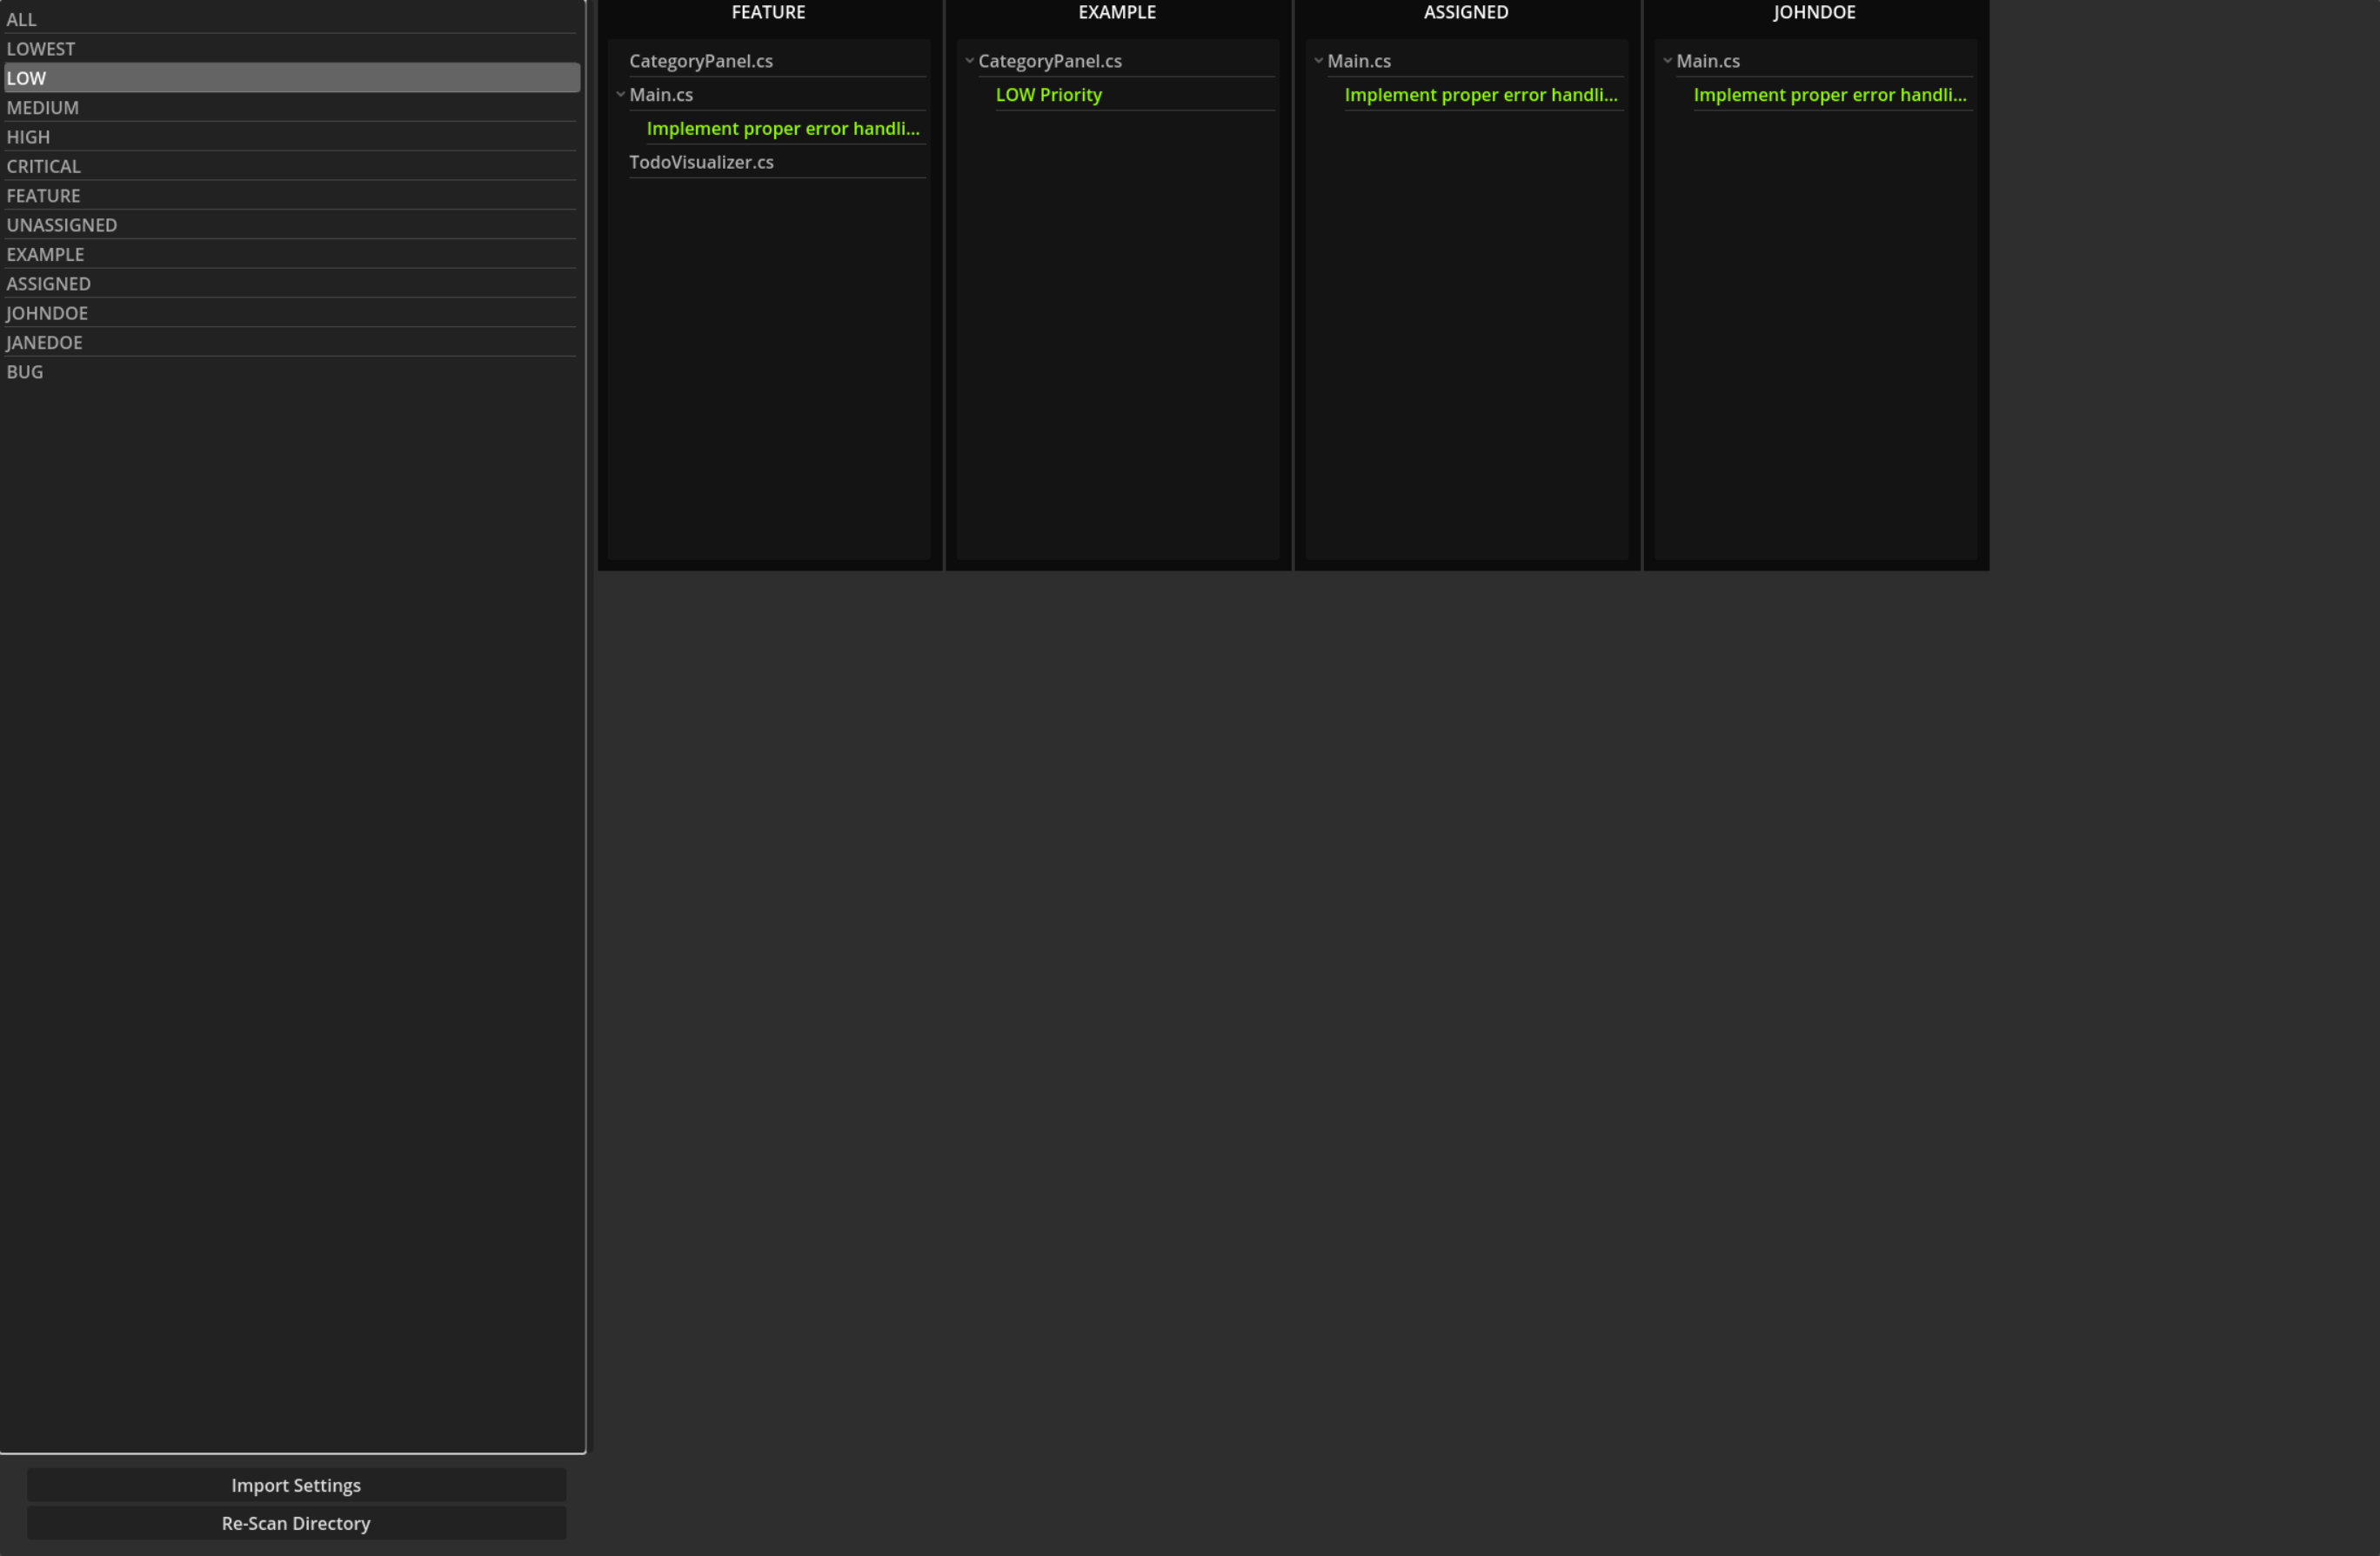 ALL
LOWEST
LOW
MEDIUM
HIGH
CRITICAL
FEATURE
UNASSIGNED
EXAMPLE
ASSIGNED
JOHNDOE
JANEDOE
BUG
Import Settings
Re-Scan Directory
FEATURE
CategoryPanel.cs
Main.cs
Implement proper error handli...
TodoVisualizer.cs
EXAMPLE
CategoryPanel.cs
LOW Priority
ASSIGNED
Main.cs
Implement proper error handli...
JOHNDOE
Main.cs
Implement proper error handli...